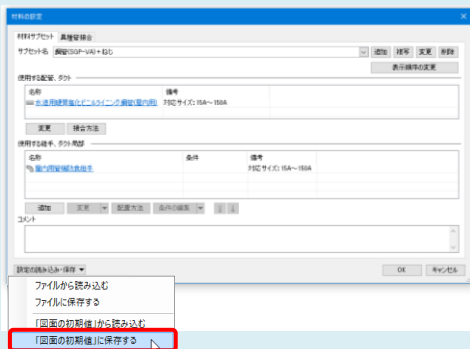 材料の設定
材料サブセット 異種管接合
サブセット名 鋼管(SGP-VA)+ねじ 追加 複写 変更 削除
表示順序の変更
使用する配管、ダクト
名称 備考
水道用硬質塩化ビニルライニング鋼管(屋内用) 対応サイズ: 15A～150A
変更 接合方法
使用する継手、ダクト局部
名称 条件 備考
屋内用管端防食継手 対応サイズ: 15A～150A
追加 変更 配置方法 条件の編集
コメント
設定の読み込み・保存 OK キャンセル
ファイルから読み込む
ファイルに保存する
「図面の初期値」から読み込む
「図面の初期値」に保存する